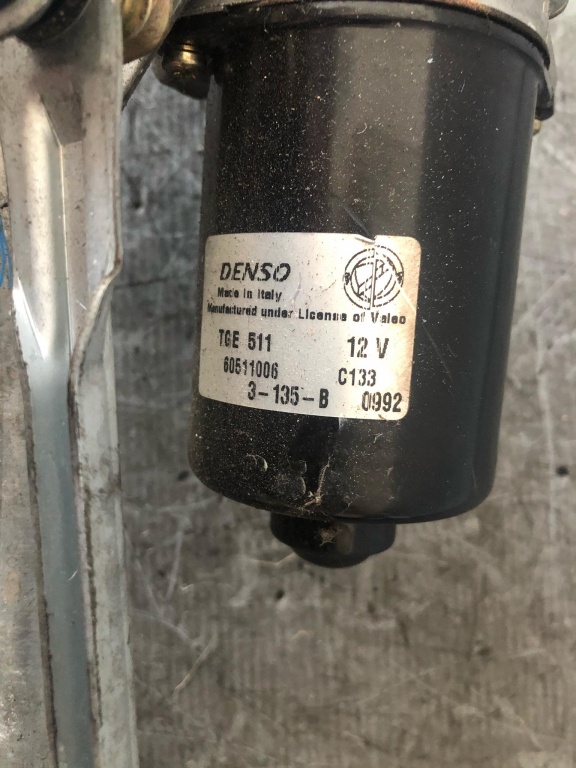 DENSO
Made in Italy
Manufactured under License of Valeo
TGE 511 12 V
60511006 C133
3-135-B 0992